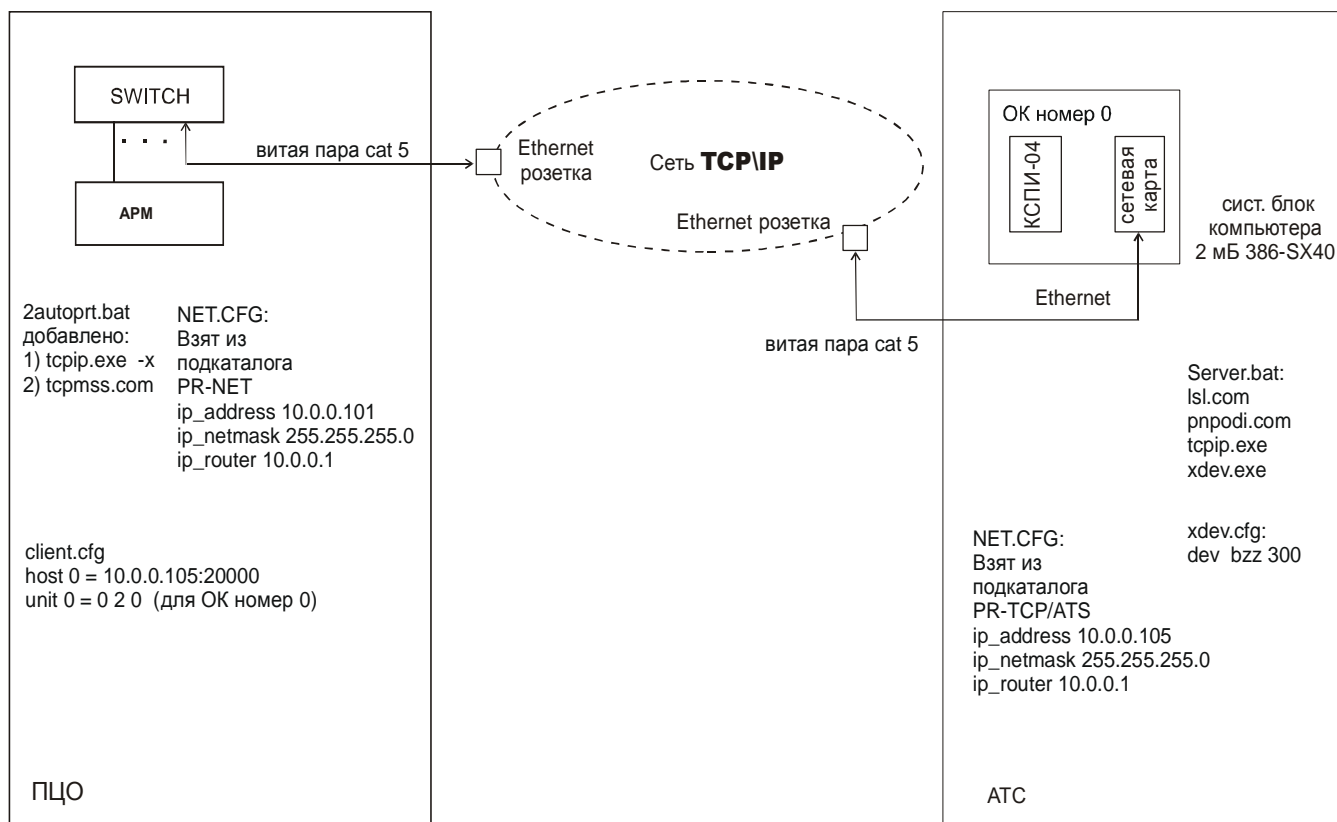 SWITCH
. . .
АРМ
витая пара cat 5
Ethernet
розетка
Сеть TCP\IP
Ethernet розетка
ОК номер 0
КСПИ-04
сетевая
карта
сист. блок
компьютера
2 мБ 386-SX40
Ethernet
витая пара cat 5
2autoprt.bat
добавлено:
1) tcpip.exe -x
2) tcpmss.com
NET.CFG:
Взят из
подкаталога
PR-NET
ip_address 10.0.0.101
ip_netmask 255.255.255.0
ip_router 10.0.0.1
client.cfg
host 0 = 10.0.0.105:20000
unit 0 = 0 2 0 (для ОК номер 0)
Server.bat:
lsl.com
pnpodi.com
tcpip.exe
xdev.exe
xdev.cfg:
dev bzz 300
NET.CFG:
Взят из
подкаталога
PR-TCP/ATS
ip_address 10.0.0.105
ip_netmask 255.255.255.0
ip_router 10.0.0.1
ПЦО
АТС